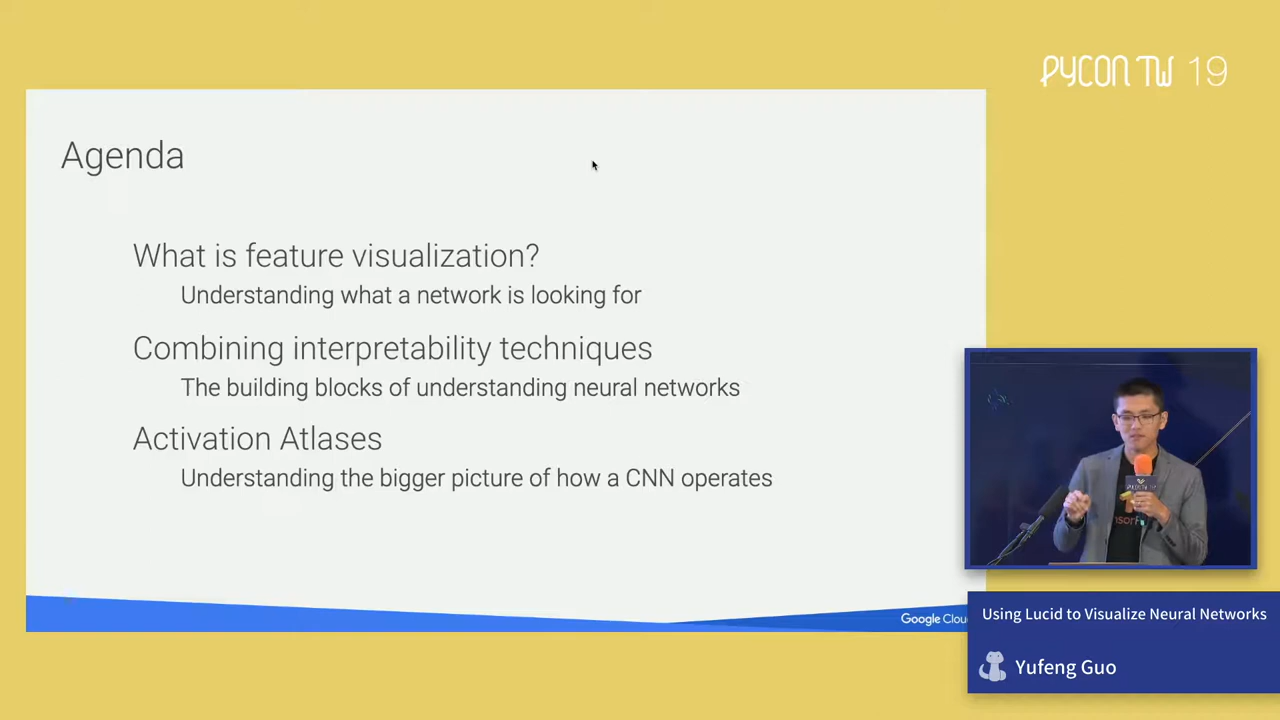 PYCON TW 19
Agenda
What is feature visualization?
Understanding what a network is looking for
Combining interpretability techniques
The building blocks of understanding neural networks
Activation Atlases
Understanding the bigger picture of how a CNN operates
Google Clou
Using Lucid to Visualize Neural Networks
Yufeng Guo